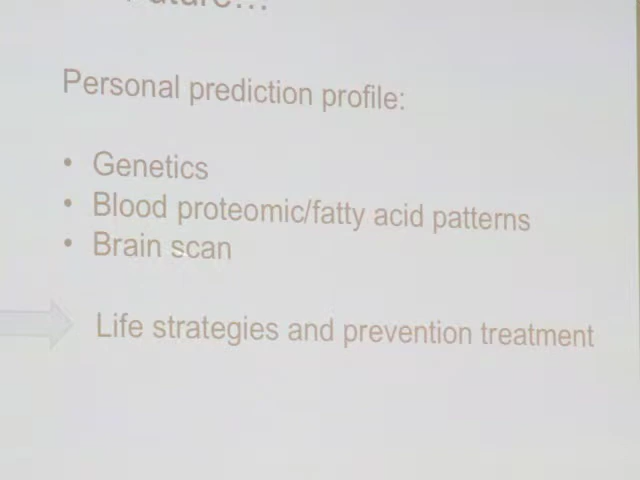 Personal prediction profile:
• Genetics
• Blood proteomic/fatty acid patterns
• Brain scan
Life strategies and prevention treatment